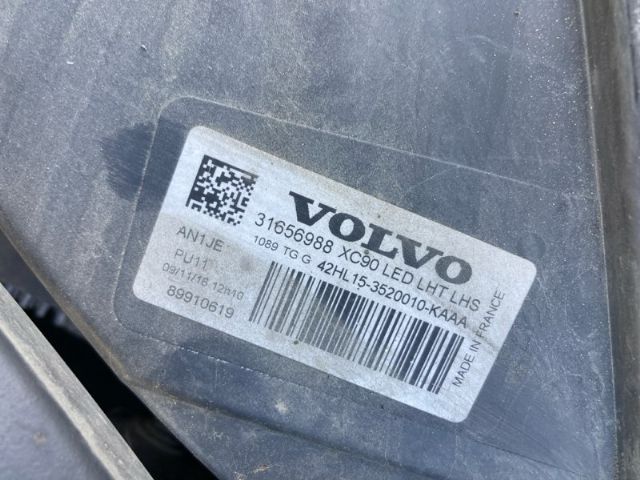 VOLVO
31656988 XC90 LED LHT LHS
1089 TG G 42HL15-3520010-KAAA
AN1JE
PU11
09/11/16 12h10
89910619
MADE IN FRANCE